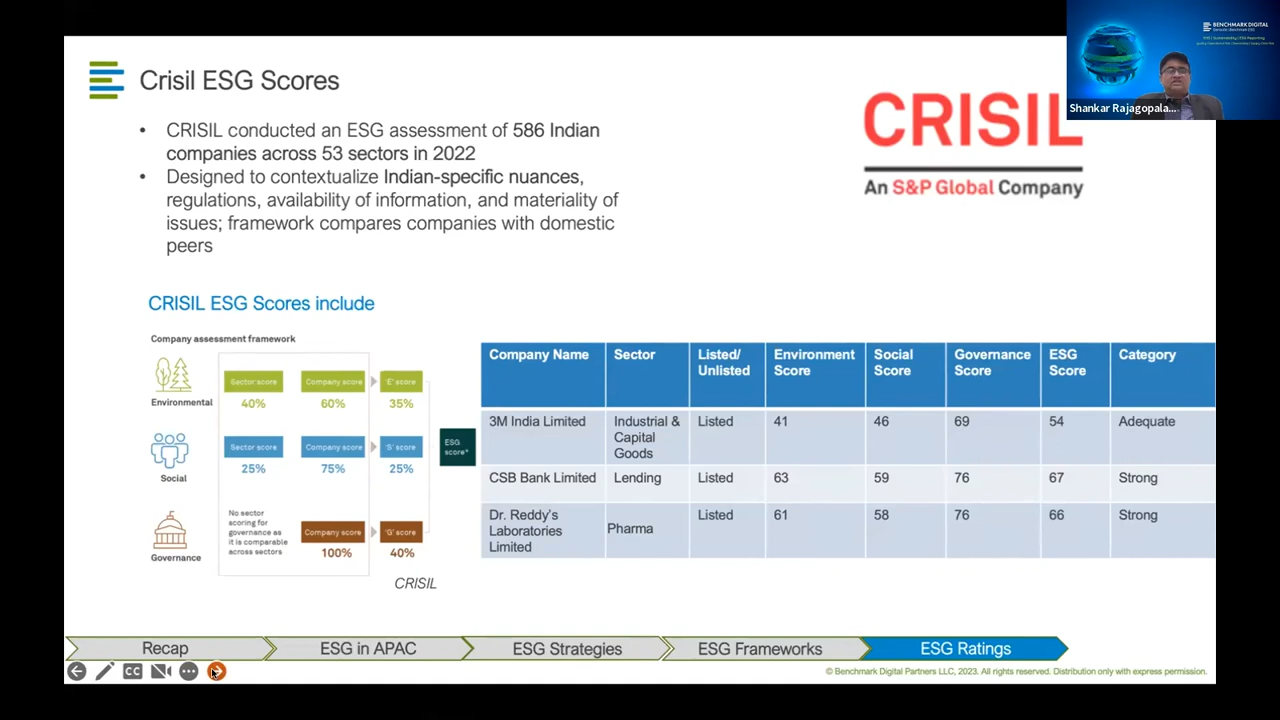 BENCHMARK DIGITAL
Shankar Rajagopala...
Crisil ESG Scores
CRISIL
An S&P Global Company
• CRISIL conducted an ESG assessment of 586 Indian
companies across 53 sectors in 2022
• Designed to contextualize Indian-specific nuances,
regulations, availability of information, and materiality of
issues; framework compares companies with domestic
peers
CRISIL ESG Scores include
Company assessment framework
Environmental
Sector score
Company score
'E' score
40%
60%
35%
Social
Sector score
Company score
'S' score
25%
75%
25%
ESG
score*
Governance
No sector
scoring for
governance as
it is comparable
across sectors
Company score
'G' score
100%
40%
CRISIL
Company Name
Sector
Listed/
Unlisted
Environment
Score
Social
Score
Governance
Score
ESG
Score
Category
3M India Limited
Industrial &
Capital
Goods
Listed
41
46
69
54
Adequate
CSB Bank Limited
Lending
Listed
63
59
76
67
Strong
Dr. Reddy's
Laboratories
Limited
Pharma
Listed
61
58
76
66
Strong
Recap
ESG in APAC
ESG Strategies
ESG Frameworks
ESG Ratings
CC
© Benchmark Digital Partners LLC, 2023. All rights reserved. Distribution only with express permission.